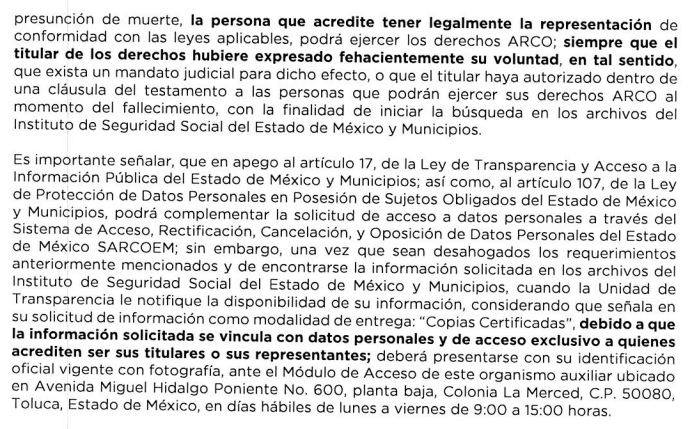 presunción de muerte, la persona que acredite tener legalmente la representación de
conformidad con las leyes aplicables, podrá ejercer los derechos ARCO; siempre que el
titular de los derechos hubiere expresado fehacientemente su voluntad, en tal sentido,
que exista un mandato judicial para dicho efecto, o que el titular haya autorizado dentro de
una cláusula del testamento a las personas que podrán ejercer sus derechos ARCO al
momento del fallecimiento, con la finalidad de iniciar la búsqueda en los archivos del
Instituto de Seguridad Social del Estado de México y Municipios.
Es importante señalar, que en apego al artículo 17, de la Ley de Transparencia y Acceso a la
Información Pública del Estado de México y Municipios; así como, al artículo 107, de la Ley
de Protección de Datos Personales en Posesión de Sujetos Obligados del Estado de México
y Municipios, podrá complementar la solicitud de acceso a datos personales a través del
Sistema de Acceso, Rectificación, Cancelación, y Oposición de Datos Personales del Estado
de México SARCOEM; sin embargo, una vez que sean desahogados los requerimientos
anteriormente mencionados y de encontrarse la información solicitada en los archivos del
Instituto de Seguridad Social del Estado de México y Municipios, cuando la Unidad de
Transparencia le notifique la disponibilidad de su información, considerando que señala en
su solicitud de información como modalidad de entrega: "Copias Certificadas", debido a que
la información solicitada se vincula con datos personales y de acceso exclusivo a quienes
acrediten ser sus titulares o sus representantes; deberá presentarse con su identificación
oficial vigente con fotografía, ante el Módulo de Acceso de este organismo auxiliar ubicado
en Avenida Miguel Hidalgo Poniente No. 600, planta baja, Colonia La Merced, C.P. 50080,
Toluca, Estado de México, en días hábiles de lunes a viernes de 9:00 a 15:00 horas.